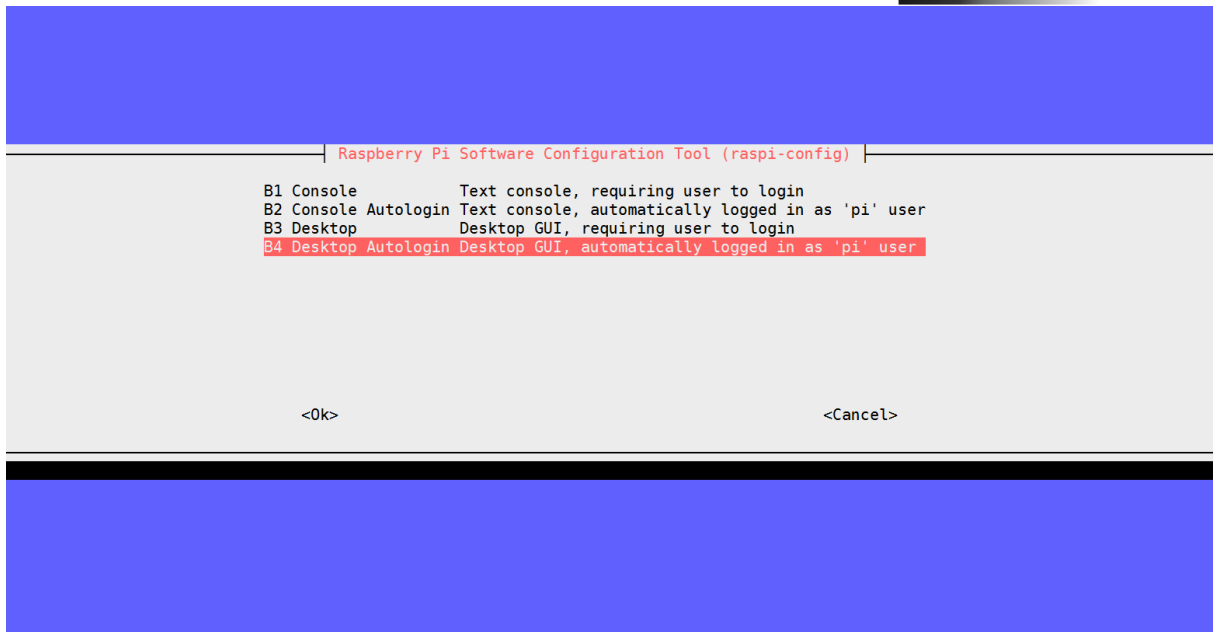 Raspberry Pi Software Configuration Tool (raspi-config)
B1 Console Text console, requiring user to login
B2 Console Autologin Text console, automatically logged in as 'pi' user
B3 Desktop Desktop GUI, requiring user to login
B4 Desktop Autologin Desktop GUI, automatically logged in as 'pi' user
<Ok> <Cancel>